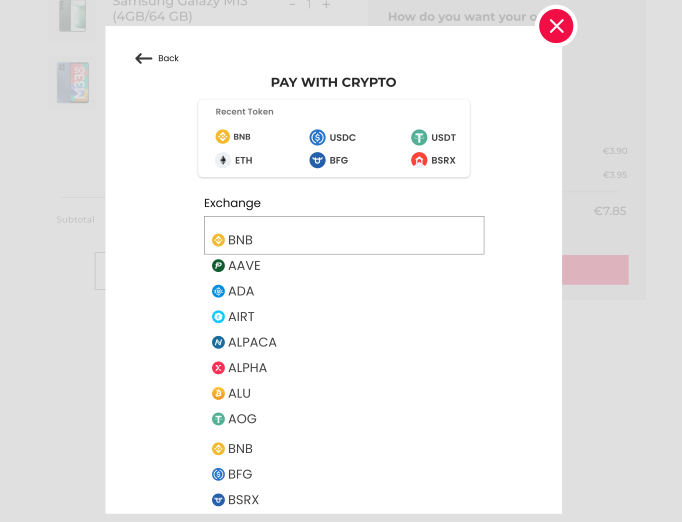 Samsung Galaxy M13
(4GB/64 GB)
- 1 +
How do you want your o
Back
PAY WITH CRYPTO
Recent Token
BNB USDC USDT
ETH BFG BSRX
€3.90
€3.95
Exchange
Subtotal
€7.85
BNB
AAVE
ADA
AIRT
ALPACA
ALPHA
ALU
AOG
BNB
BFG
BSRX